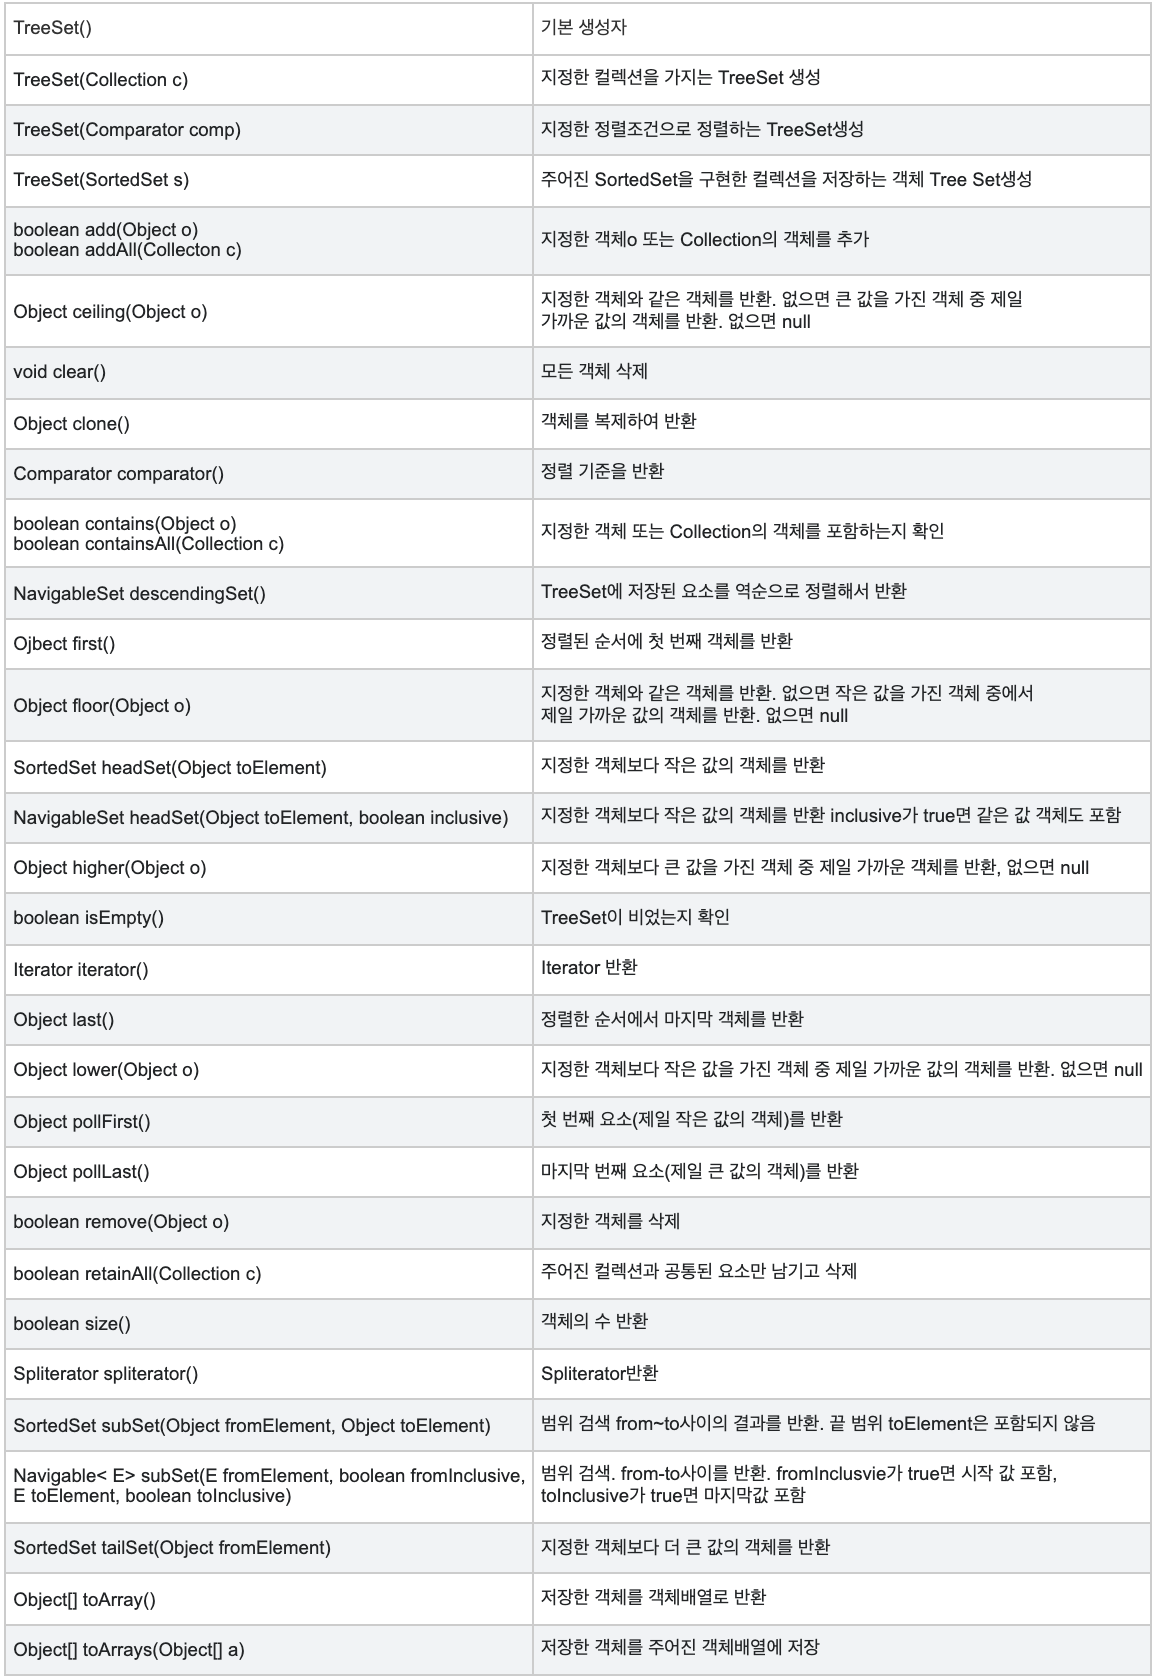 TreeSet()
기본 생성자
TreeSet(Collection c)
지정한 컬렉션을 가지는 TreeSet 생성
TreeSet(Comparator comp)
지정한 정렬조건으로 정렬하는 TreeSet생성
TreeSet(SortedSet s)
주어진 SortedSet을 구현한 컬렉션을 저장하는 객체 Tree Set생성
boolean add(Object o)
boolean addAll(Collecton c)
지정한 객체o 또는 Collection의 객체를 추가
Object ceiling(Object o)
지정한 객체와 같은 객체를 반환. 없으면 큰 값을 가진 객체 중 제일
가까운 값의 객체를 반환. 없으면 null
void clear()
모든 객체 삭제
Object clone()
객체를 복제하여 반환
Comparator comparator()
정렬 기준을 반환
boolean contains(Object o)
boolean containsAll(Collection c)
지정한 객체 또는 Collection의 객체를 포함하는지 확인
NavigableSet descendingSet()
TreeSet에 저장된 요소를 역순으로 정렬해서 반환
Ojbect first()
정렬된 순서에 첫 번째 객체를 반환
Object floor(Object o)
지정한 객체와 같은 객체를 반환. 없으면 작은 값을 가진 객체 중에서
제일 가까운 값의 객체를 반환. 없으면 null
SortedSet headSet(Object toElement)
지정한 객체보다 작은 값의 객체를 반환
NavigableSet headSet(Object toElement, boolean inclusive)
지정한 객체보다 작은 값의 객체를 반환 inclusive가 true면 같은 값 객체도 포함
Object higher(Object o)
지정한 객체보다 큰 값을 가진 객체 중 제일 가까운 객체를 반환, 없으면 null
boolean isEmpty()
TreeSet이 비었는지 확인
Iterator iterator()
Iterator 반환
Object last()
정렬한 순서에서 마지막 객체를 반환
Object lower(Object o)
지정한 객체보다 작은 값을 가진 객체 중 제일 가까운 값의 객체를 반환. 없으면 null
Object pollFirst()
첫 번째 요소(제일 작은 값의 객체)를 반환
Object pollLast()
마지막 번째 요소(제일 큰 값의 객체)를 반환
boolean remove(Object o)
지정한 객체를 삭제
boolean retainAll(Collection c)
주어진 컬렉션과 공통된 요소만 남기고 삭제
boolean size()
객체의 수 반환
Spliterator spliterator()
Spliterator반환
SortedSet subSet(Object fromElement, Object toElement)
범위 검색 from~to사이의 결과를 반환. 끝 범위 toElement은 포함되지 않음
Navigable< E> subSet(E fromElement, boolean fromInclusive,
E toElement, boolean toInclusive)
범위 검색. from-to사이를 반환. fromInclusvie가 true면 시작 값 포함,
toInclusive가 true면 마지막값 포함
SortedSet tailSet(Object fromElement)
지정한 객체보다 더 큰 값의 객체를 반환
Object[] toArray()
저장한 객체를 객체배열로 반환
Object[] toArrays(Object[] a)
저장한 객체를 주어진 객체배열에 저장